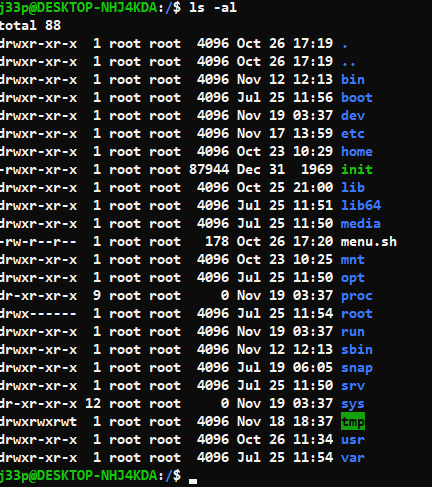 j33p@DESKTOP-NHJ4KDA:/$ ls -al
total 88
drwxr-xr-x  1 root root  4096 Oct 26 17:19 .
drwxr-xr-x  1 root root  4096 Oct 26 17:19 ..
drwxr-xr-x  1 root root  4096 Nov 12 12:13 bin
drwxr-xr-x  1 root root  4096 Jul 25 11:56 boot
drwxr-xr-x  1 root root  4096 Nov 19 03:37 dev
drwxr-xr-x  1 root root  4096 Nov 17 13:59 etc
drwxr-xr-x  1 root root  4096 Oct 23 10:29 home
-rwxr-xr-x  1 root root 87944 Dec 31  1969 init
drwxr-xr-x  1 root root  4096 Oct 25 21:00 lib
drwxr-xr-x  1 root root  4096 Jul 25 11:51 lib64
drwxr-xr-x  1 root root  4096 Jul 25 11:50 media
-rw-r--r--  1 root root   178 Oct 26 17:20 menu.sh
drwxr-xr-x  1 root root  4096 Oct 23 10:25 mnt
drwxr-xr-x  1 root root  4096 Jul 25 11:50 opt
dr-xr-xr-x  9 root root     0 Nov 19 03:37 proc
drwx------  1 root root  4096 Jul 25 11:54 root
drwxr-xr-x  1 root root  4096 Nov 19 03:37 run
drwxr-xr-x  1 root root  4096 Nov 12 12:13 sbin
drwxr-xr-x  1 root root  4096 Jul 19 06:05 snap
drwxr-xr-x  1 root root  4096 Jul 25 11:50 srv
dr-xr-xr-x 12 root root     0 Nov 19 03:37 sys
drwxrwxrwt  1 root root  4096 Nov 18 18:37 tmp
drwxr-xr-x  1 root root  4096 Oct 26 11:34 usr
drwxr-xr-x  1 root root  4096 Jul 25 11:54 var
j33p@DESKTOP-NHJ4KDA:/$